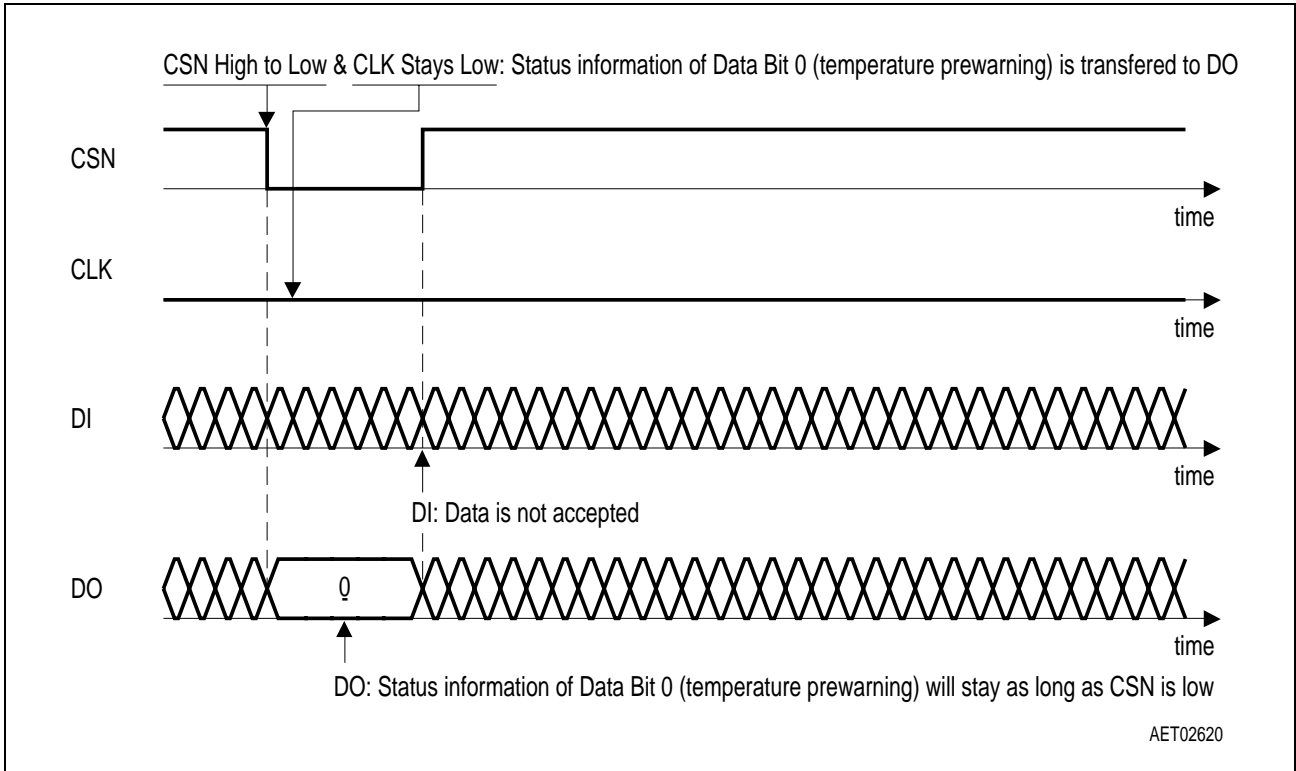 CSN High to Low & CLK Stays Low: Status information of Data Bit 0 (temperature prewarning) is transfered to DO
CSN
time
CLK
time
DI
time
DI: Data is not accepted
DO
0
time
DO: Status information of Data Bit 0 (temperature prewarning) will stay as long as CSN is low
AET02620